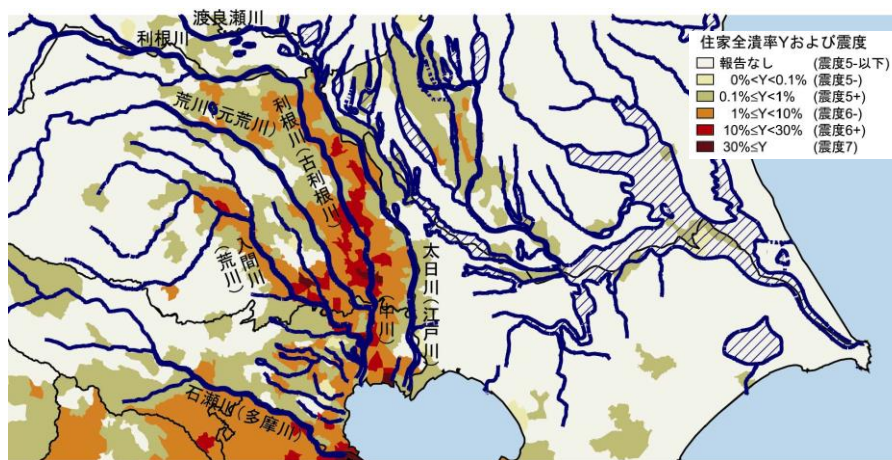 渡良瀬川
利根川
荒川(元荒川)
利根川(古利根川)
入間川
(荒川)
太日川(江戸川)
(中川)
石瀬川(多摩川)
住家全潰率Yおよび震度
報告なし (震度5-以下)
0%<Y<0.1% (震度5-)
0.1%≤Y<1% (震度5+)
1%≤Y<10% (震度6-)
10%≤Y<30% (震度6+)
30%≤Y (震度7)